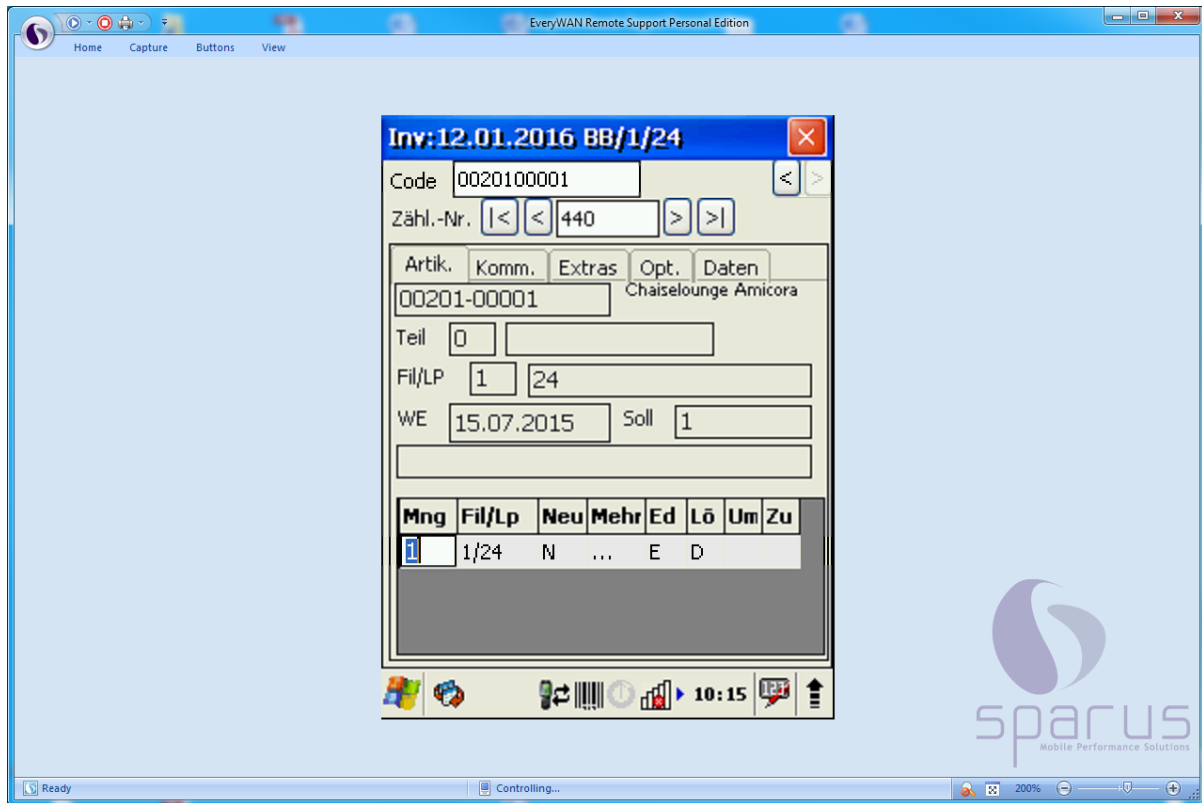 EveryWAN Remote Support Personal Edition
Home Capture Buttons View
Inv:12.01.2016 BB/1/24
Code 0020100001 < >
Zähl.-Nr. |< < 440 > >|
Artik. Komm. Extras Opt. Daten
00201-00001 Chaiselounge Amicora
Teil 0
Fil/LP 1 24
WE 15.07.2015 Soll 1
Mng Fil/Lp Neu Mehr Ed Lö Um Zu
1 1/24 N ... E D
10:15 123
sparus
Mobile Performance Solutions
Ready Controlling... 200%